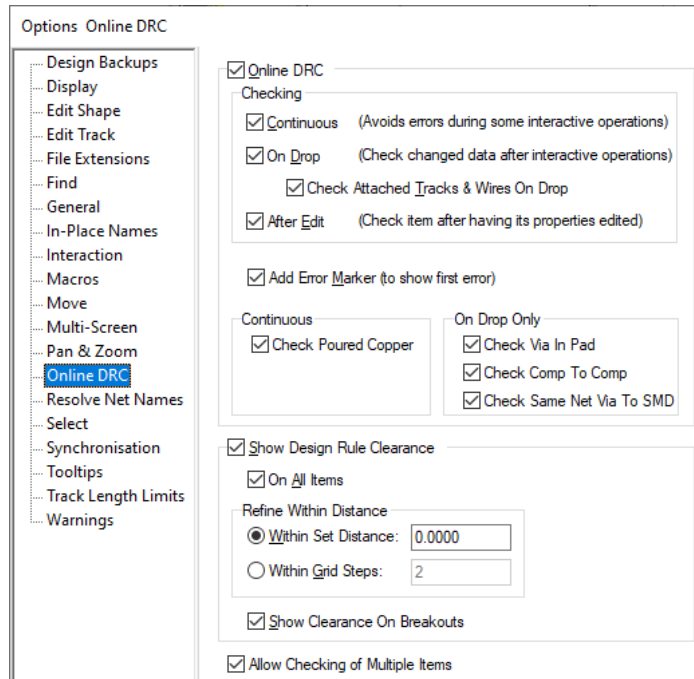 Options Online DRC
Design Backups
Display
Edit Shape
Edit Track
File Extensions
Find
General
In-Place Names
Interaction
Macros
Move
Multi-Screen
Pan & Zoom
Online DRC
Resolve Net Names
Select
Synchronisation
Tooltips
Track Length Limits
Warnings
Online DRC
Checking
Continuous (Avoids errors during some interactive operations)
On Drop (Check changed data after interactive operations)
Check Attached Tracks & Wires On Drop
After Edit (Check item after having its properties edited)
Add Error Marker (to show first error)
Continuous
Check Poured Copper
On Drop Only
Check Via In Pad
Check Comp To Comp
Check Same Net Via To SMD
Show Design Rule Clearance
On All Items
Refine Within Distance
Within Set Distance: 0.0000
Within Grid Steps: 2
Show Clearance On Breakouts
Allow Checking of Multiple Items